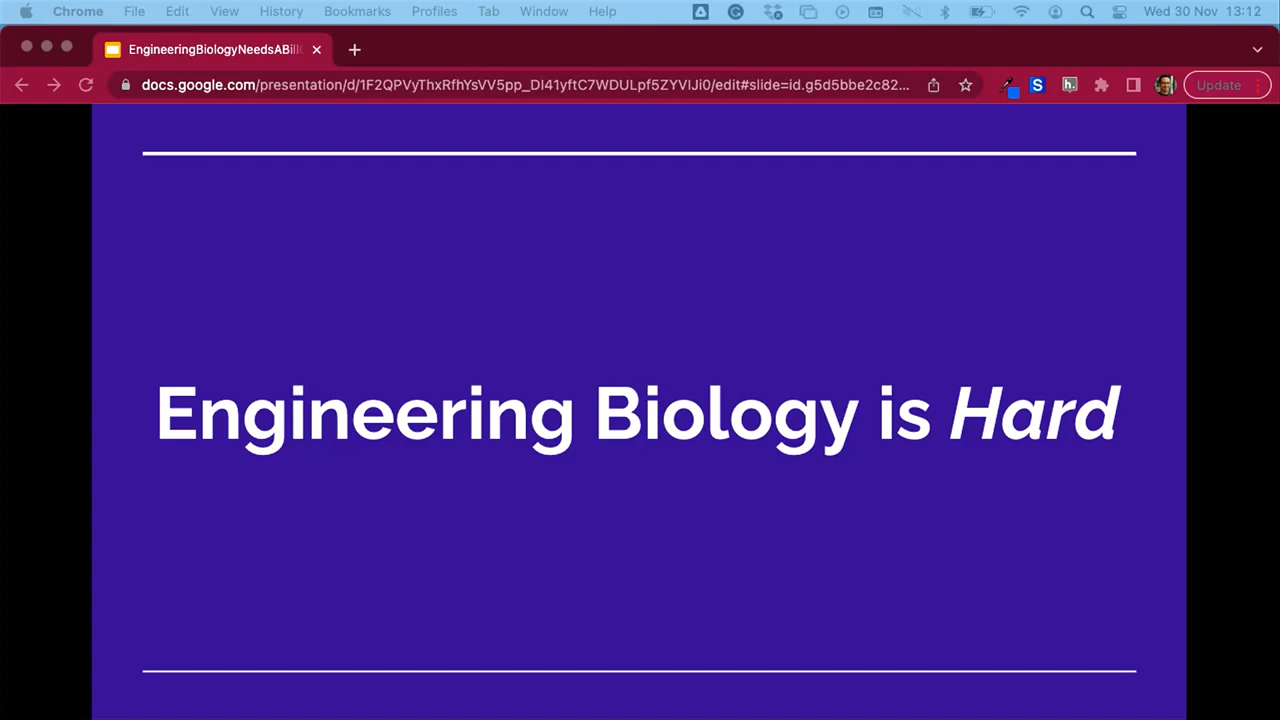 Chrome File Edit View History Bookmarks Profiles Tab Window Help Wed 30 Nov 13:12
EngineeringBiologyNeedsABill
docs.google.com/presentation/d/1F2QPVyThxRfhYsVV5pp_DI41yftC7WDULpf5ZYVlJi0/edit#slide=id.g5d5bbe2c82... S h. Update
Engineering Biology is Hard